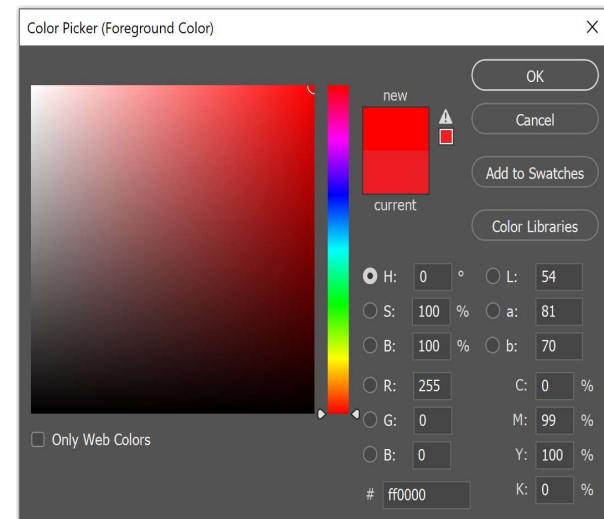 Color Picker (Foreground Color)
new
current
OK
Cancel
Add to Swatches
Color Libraries
H: 0 ° L: 54
S: 100 % a: 81
B: 100 % b: 70
R: 255 C: 0 %
G: 0 M: 99 %
B: 0 Y: 100 %
# ff0000 K: 0 %
Only Web Colors